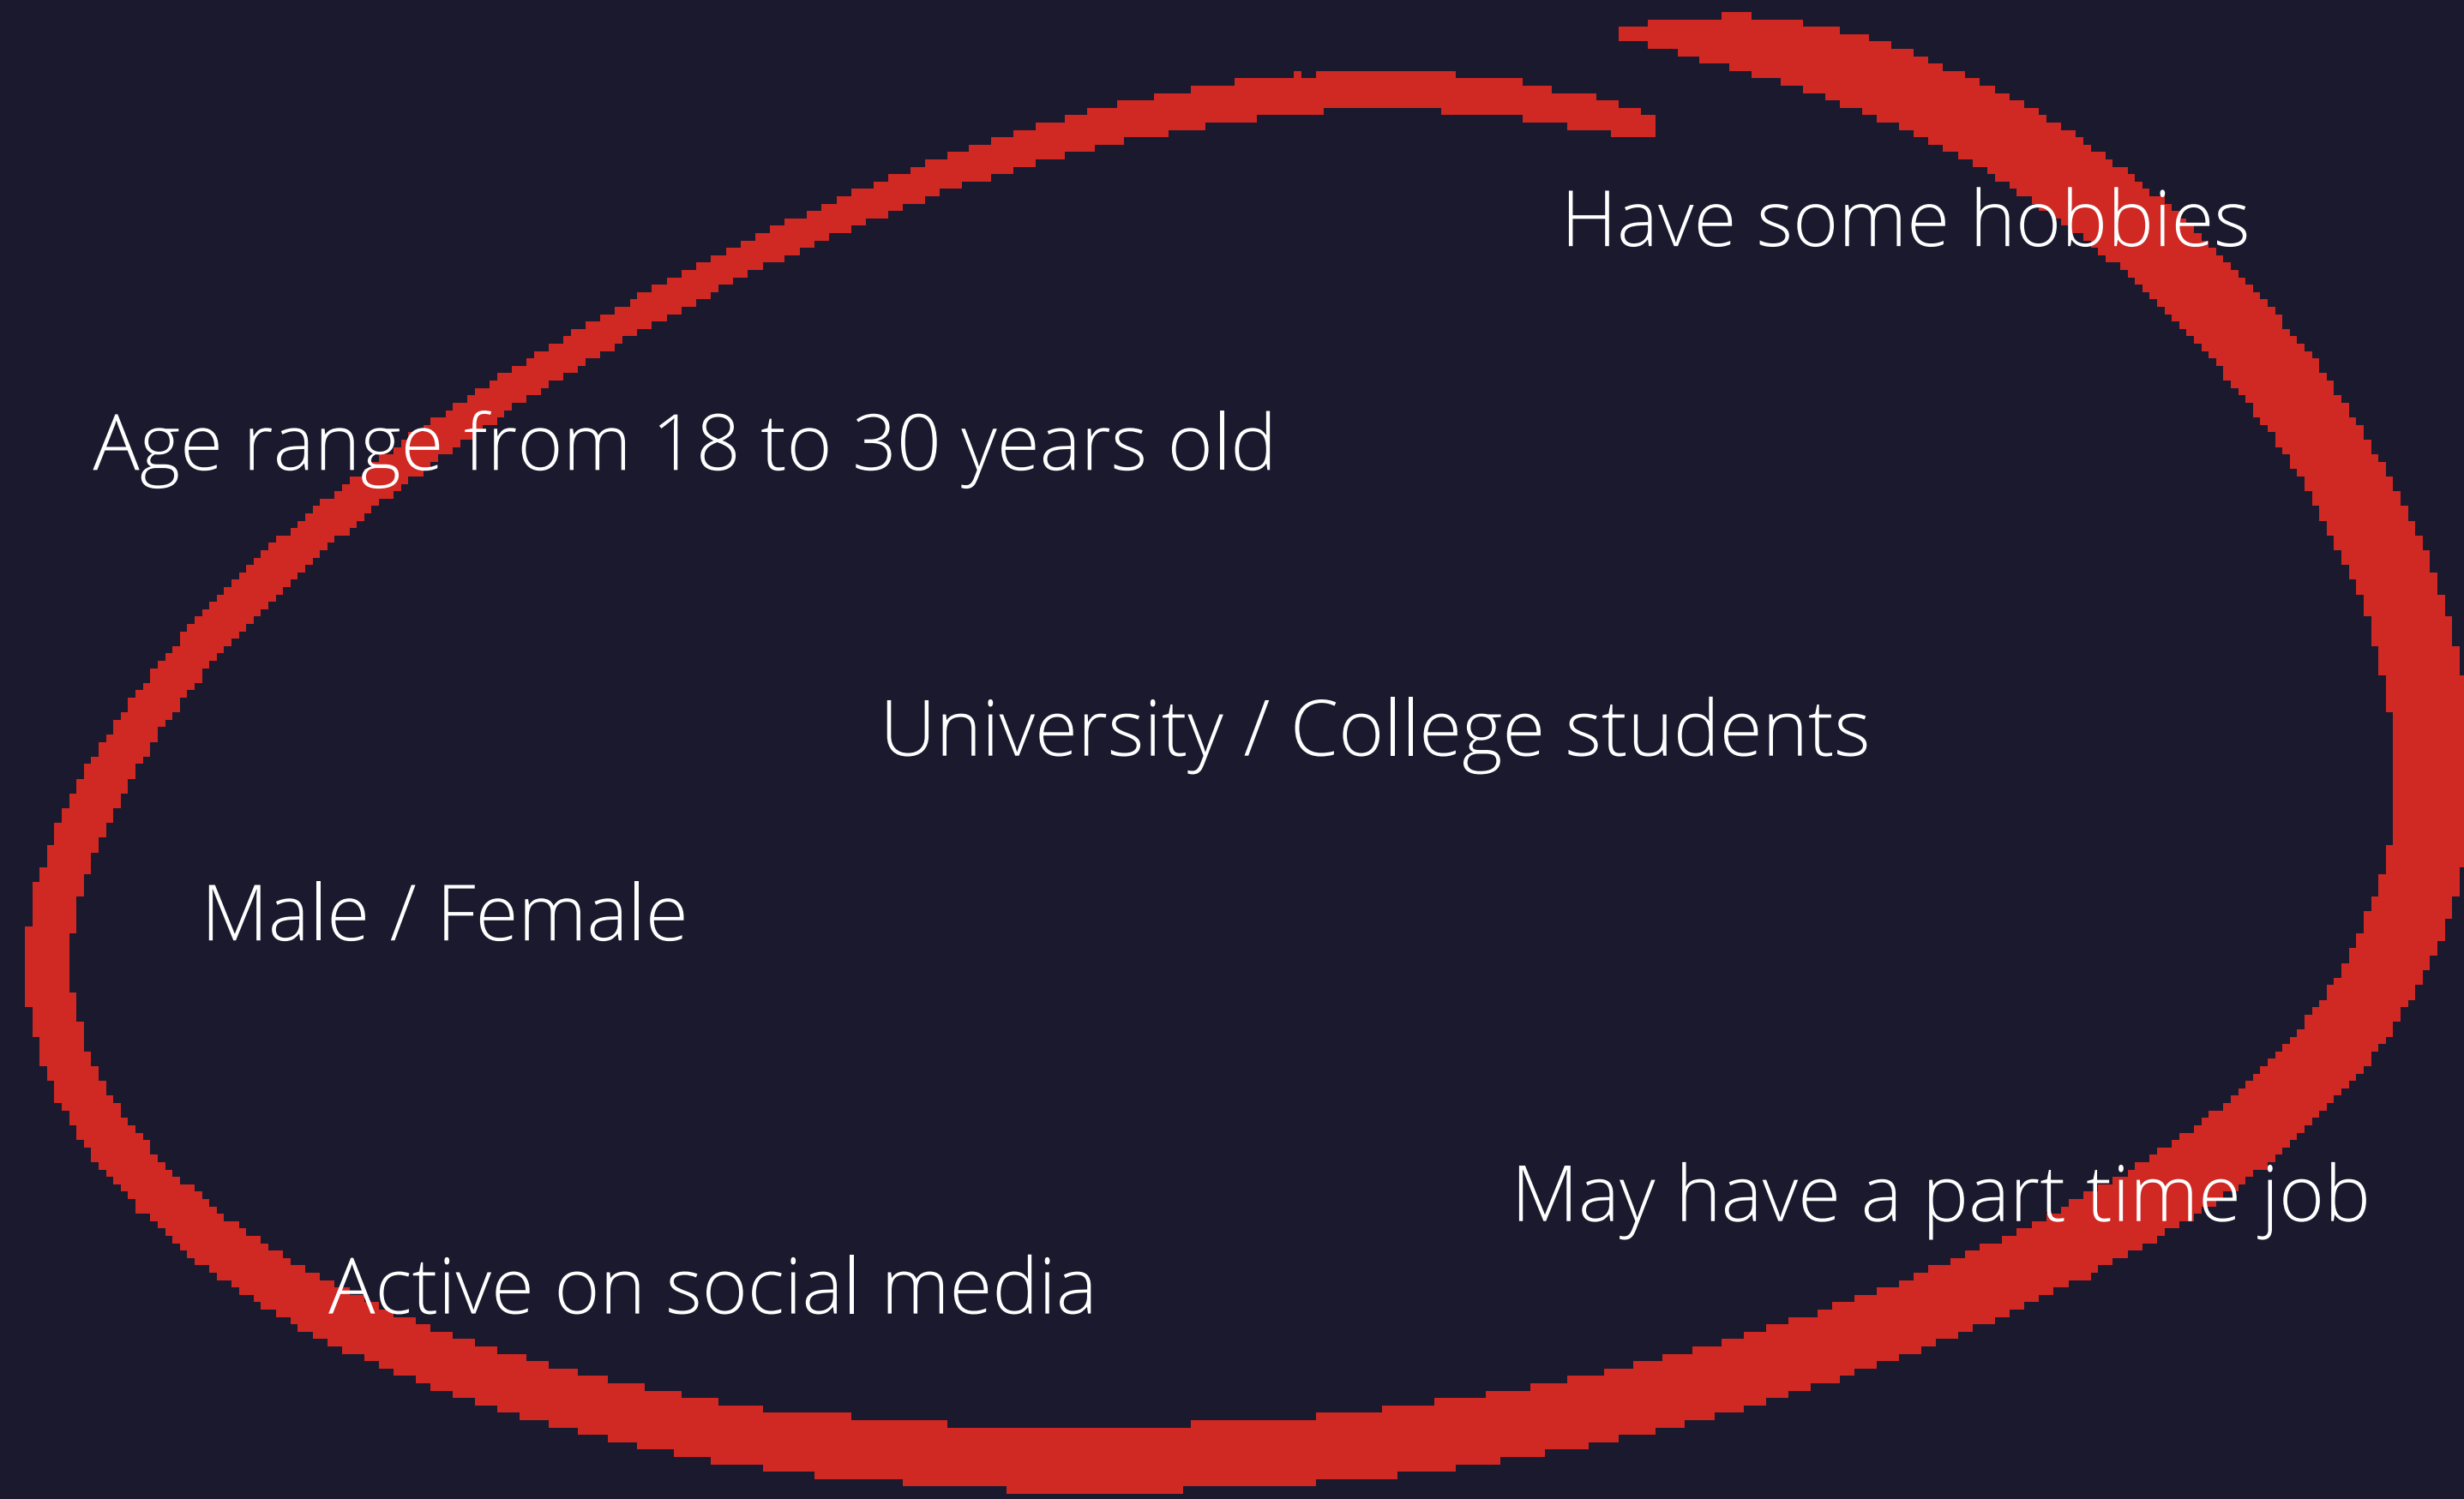 Have some hobbies
Age range from 18 to 30 years old
University / College students
Male / Female
May have a part time job
Active on social media